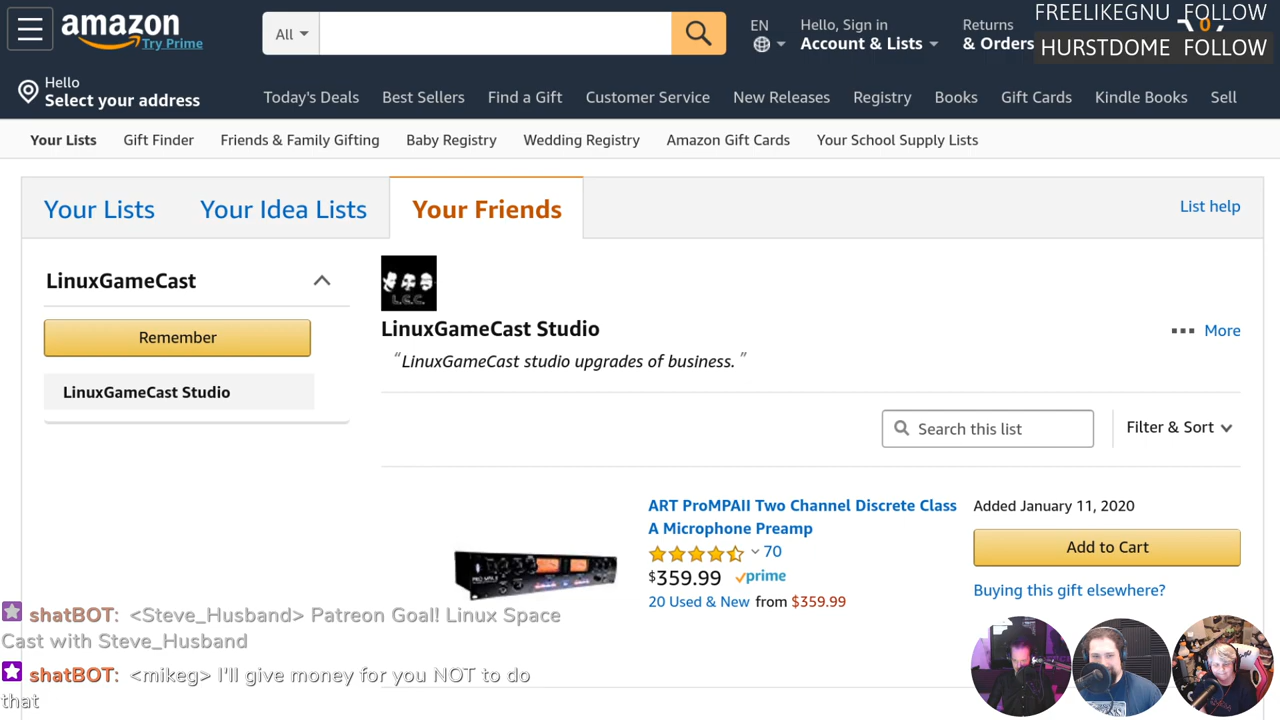 FREELIKEGNU FOLLOW
HURSTDOME FOLLOW
amazon
Try Prime
All
EN
Hello, Sign in
Account & Lists
Returns
& Orders
0
Hello
Select your address
Today's Deals Best Sellers Find a Gift Customer Service New Releases Registry Books Gift Cards Kindle Books Sell
Your Lists Gift Finder Friends & Family Gifting Baby Registry Wedding Registry Amazon Gift Cards Your School Supply Lists
Your Lists Your Idea Lists Your Friends List help
LinuxGameCast
Remember
LinuxGameCast Studio
L.G.C.
LinuxGameCast Studio
More
“LinuxGameCast studio upgrades of business. ”
Search this list
Filter & Sort
ART ProMPAII Two Channel Discrete Class
A Microphone Preamp
70
$359.99 prime
20 Used & New from $359.99
Added January 11, 2020
Add to Cart
Buying this gift elsewhere?
shatBOT: <Steve_Husband> Patreon Goal! Linux Space
Cast with Steve_Husband
shatBOT: <mikeg> I'll give money for you NOT to do
that